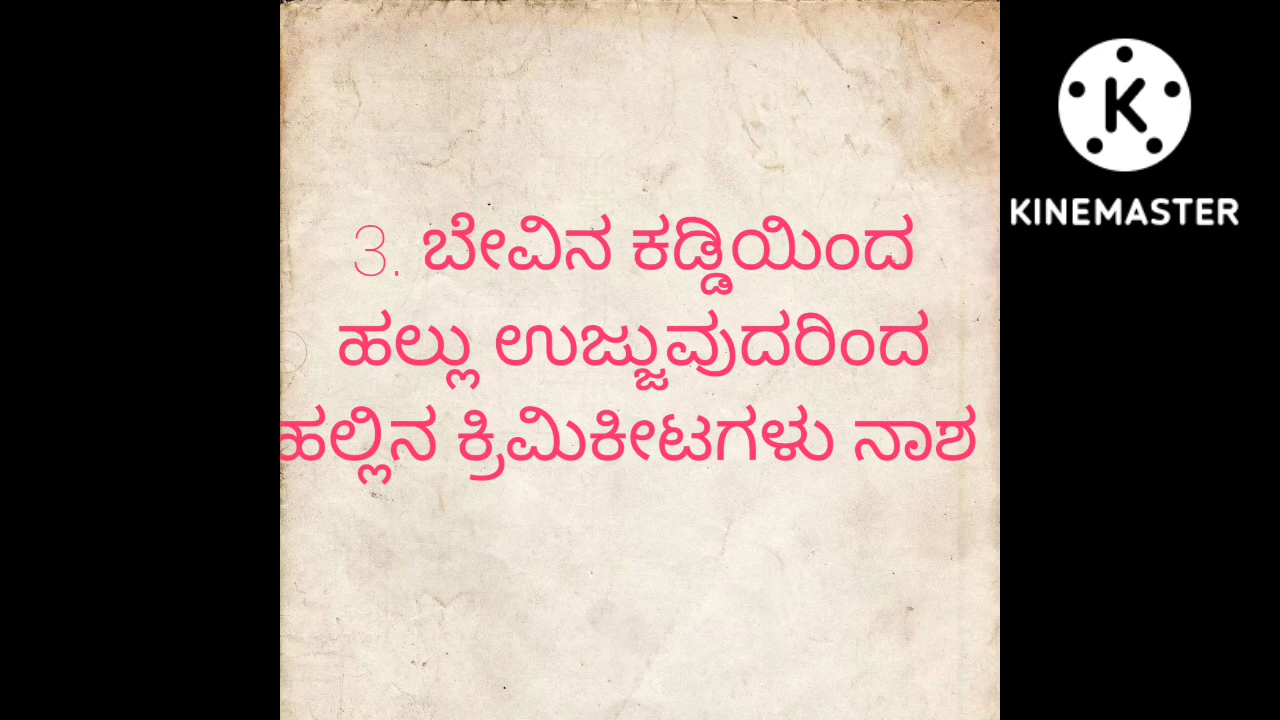 KINEMASTER
3. ಬೇವಿನ ಕಡ್ಡಿಯಿಂದ
ಹಲ್ಲು ಉಜ್ಜುವುದರಿಂದ
ಹಲ್ಲಿನ ಕ್ರಿಮಿಕೀಟಗಳು ನಾಶ